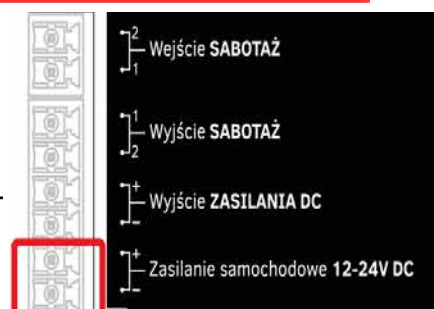 2
1
Wejście SABOTAŻ
1
2
Wyjście SABOTAŻ
+
–
Wyjście ZASILANIA DC
+
–
Zasilanie samochodowe 12-24V DC